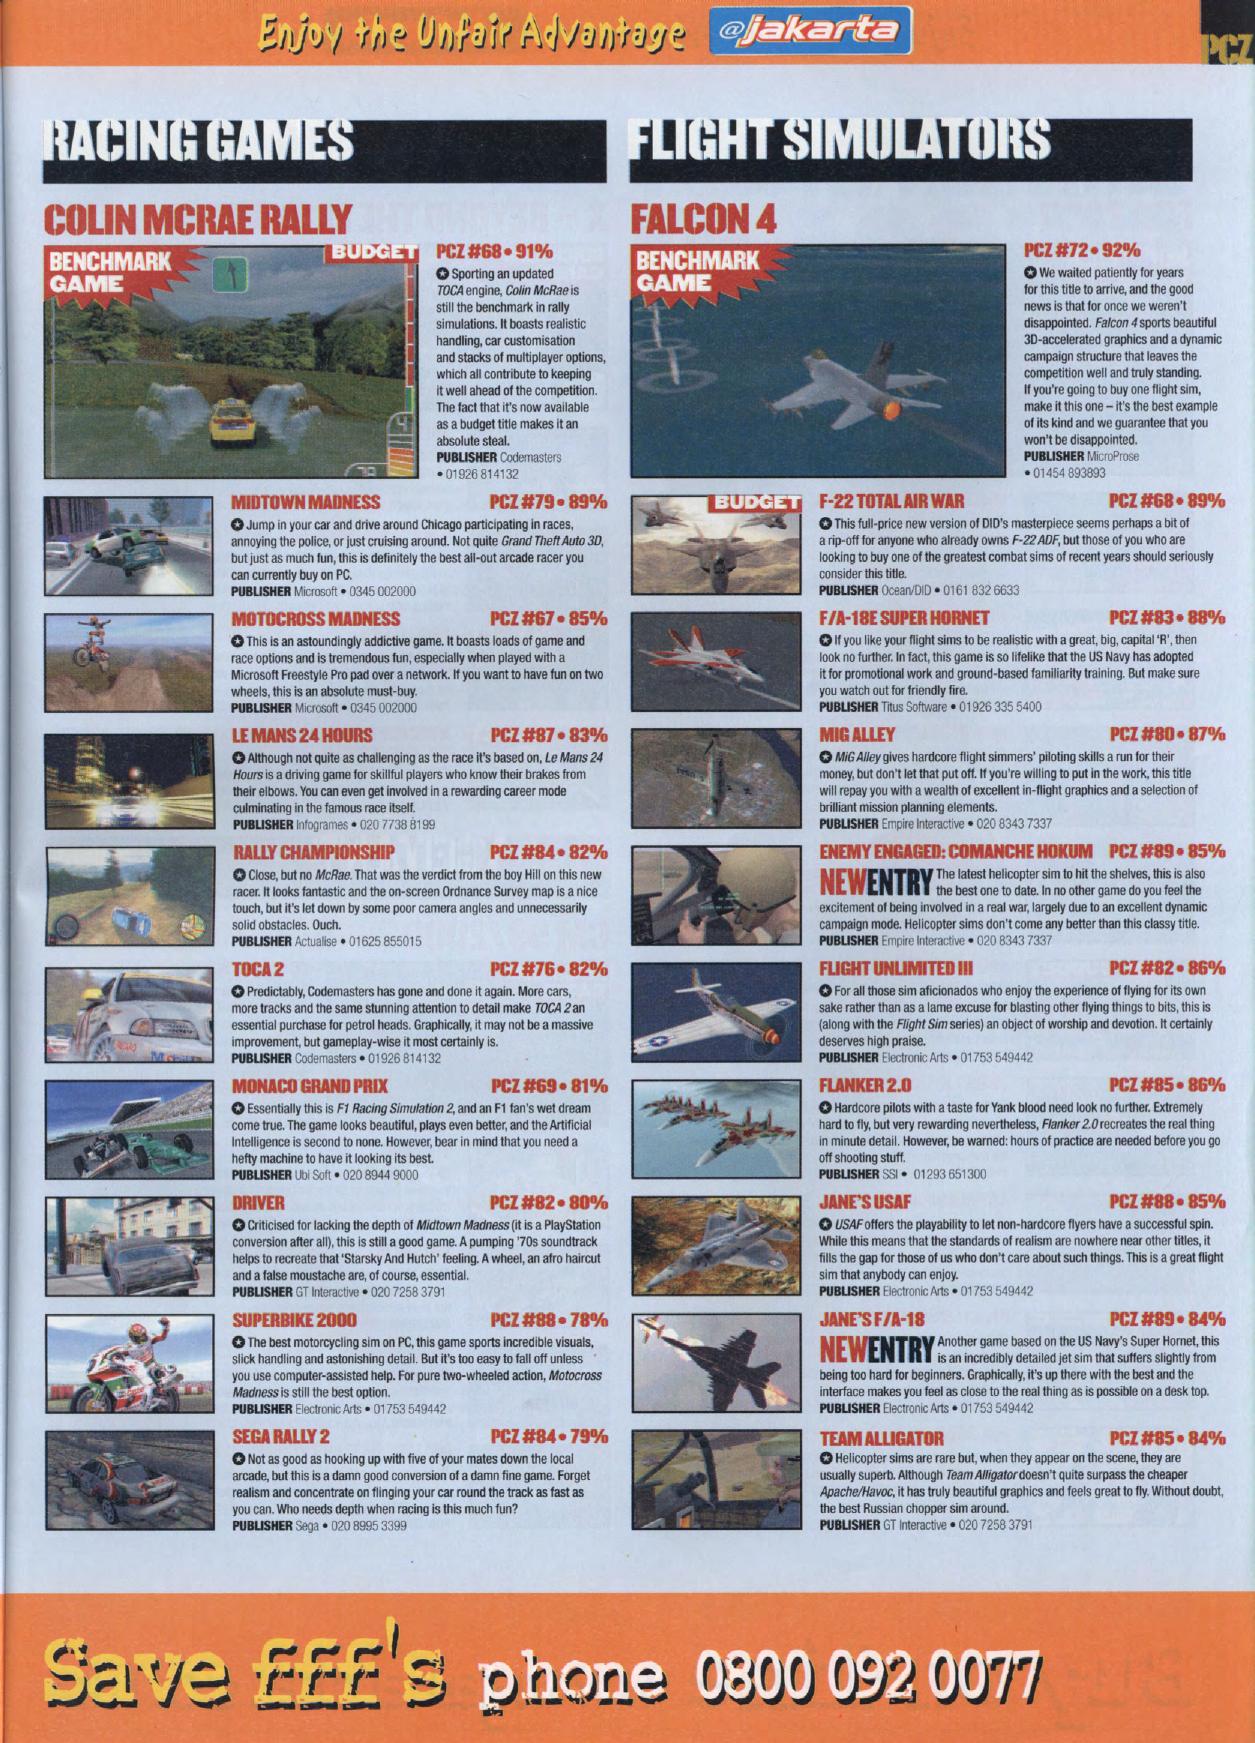 Enjoy the Unfair Advantage @jakarta
PCZ
RACING GAMES
COLIN MCRAE RALLY
BENCHMARK
GAME
BUDGET
PCZ #68 • 91%
Sporting an updated
TOCA engine, Colin McRae is
still the benchmark in rally
simulations. It boasts realistic
handling, car customisation
and stacks of multiplayer options,
which all contribute to keeping
it well ahead of the competition.
The fact that it's now available
as a budget title makes it an
absolute steal.
PUBLISHER Codemasters
• 01926 814132
MIDTOWN MADNESS PCZ #79 • 89%
Jump in your car and drive around Chicago participating in races,
annoying the police, or just cruising around. Not quite Grand Theft Auto 3D,
but just as much fun, this is definitely the best all-out arcade racer you
can currently buy on PC.
PUBLISHER Microsoft • 0345 002000
MOTOCROSS MADNESS PCZ #67 • 85%
This is an astoundingly addictive game. It boasts loads of game and
race options and is tremendous fun, especially when played with a
Microsoft Freestyle Pro pad over a network. If you want to have fun on two
wheels, this is an absolute must-buy.
PUBLISHER Microsoft • 0345 002000
LE MANS 24 HOURS PCZ #87 • 83%
Although not quite as challenging as the race it's based on, Le Mans 24
Hours is a driving game for skillful players who know their brakes from
their elbows. You can even get involved in a rewarding career mode
culminating in the famous race itself.
PUBLISHER Infogrames • 020 7738 8199
RALLY CHAMPIONSHIP PCZ #84 • 82%
Close, but no McRae. That was the verdict from the boy Hill on this new
racer. It looks fantastic and the on-screen Ordnance Survey map is a nice
touch, but it's let down by some poor camera angles and unnecessarily
solid obstacles. Ouch.
PUBLISHER Actualise • 01625 855015
TOCA 2 PCZ #76 • 82%
Predictably, Codemasters has gone and done it again. More cars,
more tracks and the same stunning attention to detail make TOCA 2 an
essential purchase for petrol heads. Graphically, it may not be a massive
improvement, but gameplay-wise it most certainly is.
PUBLISHER Codemasters • 01926 814132
MONACO GRAND PRIX PCZ #69 • 81%
Essentially this is F1 Racing Simulation 2, and an F1 fan's wet dream
come true. The game looks beautiful, plays even better, and the Artificial
Intelligence is second to none. However, bear in mind that you need a
hefty machine to have it looking its best.
PUBLISHER Ubi Soft • 020 8944 9000
DRIVER PCZ #82 • 80%
Criticised for lacking the depth of Midtown Madness (it is a PlayStation
conversion after all), this is still a good game. A pumping '70s soundtrack
helps to recreate that 'Starsky And Hutch' feeling. A wheel, an afro haircut
and a false moustache are, of course, essential.
PUBLISHER GT Interactive • 020 7258 3791
SUPERBIKE 2000 PCZ #88 • 78%
The best motorcycling sim on PC, this game sports incredible visuals,
slick handling and astonishing detail. But it's too easy to fall off unless
you use computer-assisted help. For pure two-wheeled action, Motocross
Madness is still the best option.
PUBLISHER Electronic Arts • 01753 549442
SEGA RALLY 2 PCZ #84 • 79%
Not as good as hooking up with five of your mates down the local
arcade, but this is a damn good conversion of a damn fine game. Forget
realism and concentrate on flinging your car round the track as fast as
you can. Who needs depth when racing is this much fun?
PUBLISHER Sega • 020 8995 3399
FLIGHT SIMULATORS
FALCON 4
BENCHMARK
GAME
PCZ #72 • 92%
We waited patiently for years
for this title to arrive, and the good
news is that for once we weren't
disappointed. Falcon 4 sports beautiful
3D-accelerated graphics and a dynamic
campaign structure that leaves the
competition well and truly standing.
If you're going to buy one flight sim,
make it this one – it's the best example
of its kind and we guarantee that you
won't be disappointed.
PUBLISHER MicroProse
• 01454 893893
BUDGET
F-22 TOTAL AIR WAR PCZ #68 • 89%
This full-price new version of DID's masterpiece seems perhaps a bit of
a rip-off for anyone who already owns F-22 ADF, but those of you who are
looking to buy one of the greatest combat sims of recent years should seriously
consider this title.
PUBLISHER Ocean/DID • 0161 832 6633
F/A-18E SUPER HORNET PCZ #83 • 88%
If you like your flight sims to be realistic with a great, big, capital 'R', then
look no further. In fact, this game is so lifelike that the US Navy has adopted
it for promotional work and ground-based familiarity training. But make sure
you watch out for friendly fire.
PUBLISHER Titus Software • 01926 335 5400
MIG ALLEY PCZ #80 • 87%
MiG Alley gives hardcore flight simmers' piloting skills a run for their
money, but don't let that put off. If you're willing to put in the work, this title
will repay you with a wealth of excellent in-flight graphics and a selection of
brilliant mission planning elements.
PUBLISHER Empire Interactive • 020 8343 7337
ENEMY ENGAGED: COMANCHE HOKUM PCZ #89 • 85%
NEW ENTRY The latest helicopter sim to hit the shelves, this is also
the best one to date. In no other game do you feel the
excitement of being involved in a real war, largely due to an excellent dynamic
campaign mode. Helicopter sims don't come any better than this classy title.
PUBLISHER Empire Interactive • 020 8343 7337
FLIGHT UNLIMITED III PCZ #82 • 86%
For all those sim aficionados who enjoy the experience of flying for its own
sake rather than as a lame excuse for blasting other flying things to bits, this is
(along with the Flight Sim series) an object of worship and devotion. It certainly
deserves high praise.
PUBLISHER Electronic Arts • 01753 549442
FLANKER 2.0 PCZ #85 • 86%
Hardcore pilots with a taste for Yank blood need look no further. Extremely
hard to fly, but very rewarding nevertheless, Flanker 2.0 recreates the real thing
in minute detail. However, be warned: hours of practice are needed before you go
off shooting stuff.
PUBLISHER SSI • 01293 651300
JANE'S USAF PCZ #88 • 85%
USAF offers the playability to let non-hardcore flyers have a successful spin.
While this means that the standards of realism are nowhere near other titles, it
fills the gap for those of us who don't care about such things. This is a great flight
sim that anybody can enjoy.
PUBLISHER Electronic Arts • 01753 549442
JANE'S F/A-18 PCZ #89 • 84%
NEW ENTRY Another game based on the US Navy's Super Hornet, this
is an incredibly detailed jet sim that suffers slightly from
being too hard for beginners. Graphically, it's up there with the best and the
interface makes you feel as close to the real thing as is possible on a desk top.
PUBLISHER Electronic Arts • 01753 549442
TEAM ALLIGATOR PCZ #85 • 84%
Helicopter sims are rare but, when they appear on the scene, they are
usually superb. Although Team Alligator doesn't quite surpass the cheaper
Apache/Havoc, it has truly beautiful graphics and feels great to fly. Without doubt,
the best Russian chopper sim around.
PUBLISHER GT Interactive • 020 7258 3791
Save fff's phone 0800 092 0077